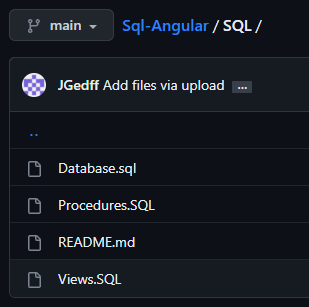 main Sql-Angular / SQL /
JGedff Add files via upload ...
..
Database.sql
Procedures.SQL
README.md
Views.SQL